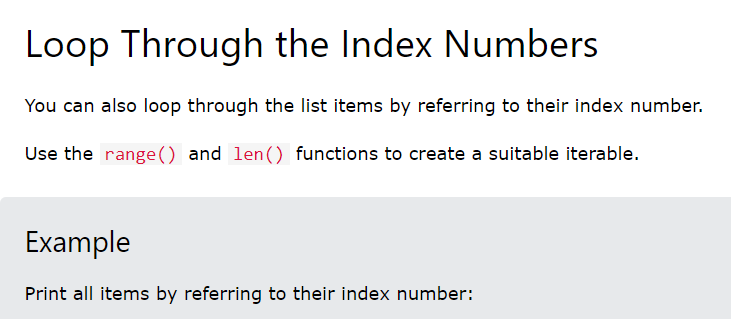 Loop Through the Index Numbers
You can also loop through the list items by referring to their index number.
Use the range() and len() functions to create a suitable iterable.
Example
Print all items by referring to their index number: